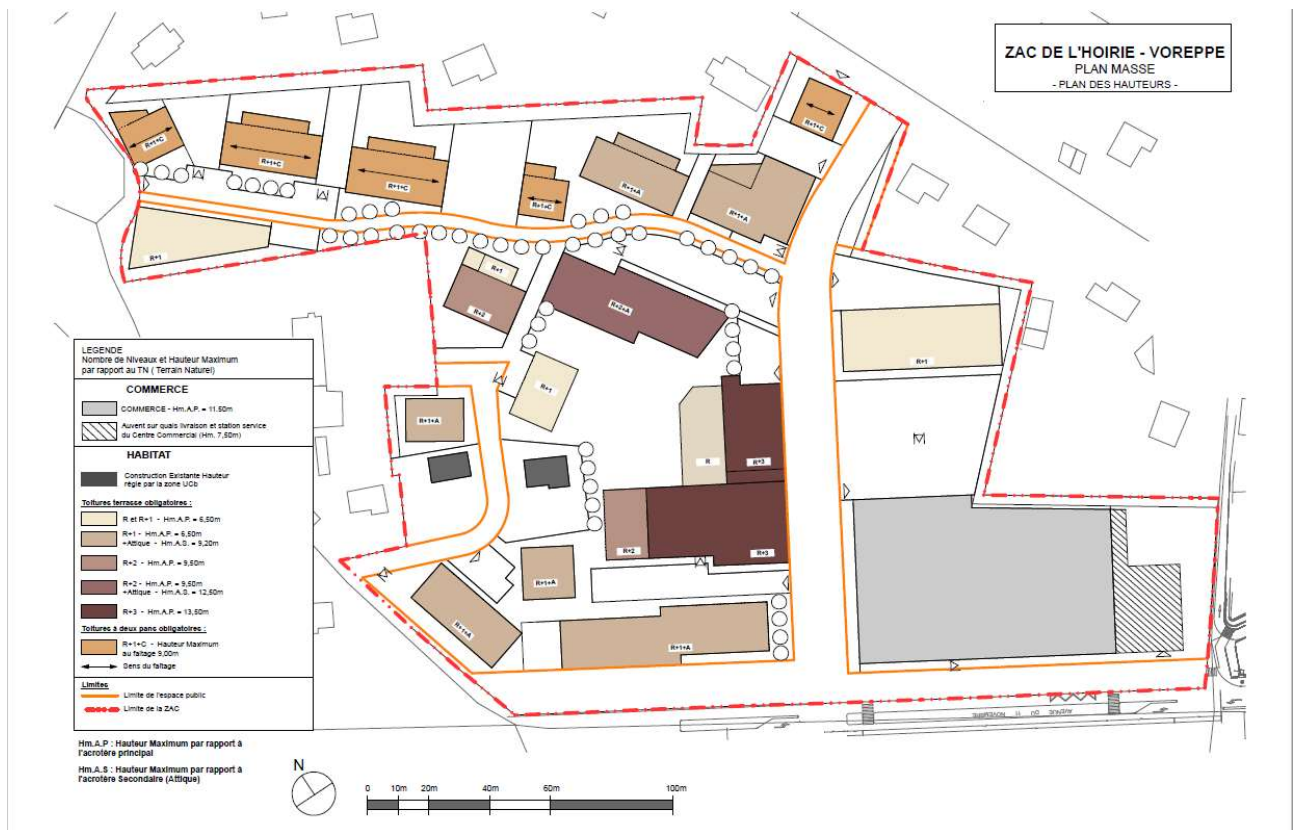 ZAC DE L'HOIRIE - VOREPPE
PLAN MASSE
- PLAN DES HAUTEURS -
R+1+C
R+1+C
R+1+C
R+1+C
R+1+C
R+1+A
R+1+A
R+1
R+1
R+2
R+2+A
R+1
R+1
R+1+A
R
R+3
R+2
R+3
R+1+A
R+1+A
R+1+A
AVENUE DU 11 NOVEMBRE
LEGENDE
Nombre de Niveaux et Hauteur Maximum
par rapport au TN ( Terrain Naturel)
COMMERCE
COMMERCE - Hm.A.P. = 11.50m
Auvent sur quais livraison et station service
du Centre Commercial (Hm. 7,50m)
HABITAT
Construction Existante Hauteur
régie par la zone UCb
Toitures terrasse obligatoires :
R et R+1 - Hm.A.P. = 6,50m
R+1 - Hm.A.P. = 6,50m
+Attique - Hm.A.S. = 9,20m
R+2 - Hm.A.P. = 9,50m
R+2 - Hm.A.P. = 9,50m
+Attique - Hm.A.S. = 12,50m
R+3 - Hm.A.P. = 13,50m
Toitures à deux pans obligatoires :
R+1+C - Hauteur Maximum
au faîtage 9,00m
Sens du faîtage
Limites
Limite de l'espace public
Limite de la ZAC
Hm.A.P : Hauteur Maximum par rapport à
l'acrotère principal
Hm.A.S : Hauteur Maximum par rapport à
l'acrotère Secondaire (Attique)
N
0 10m 20m 40m 60m 100m